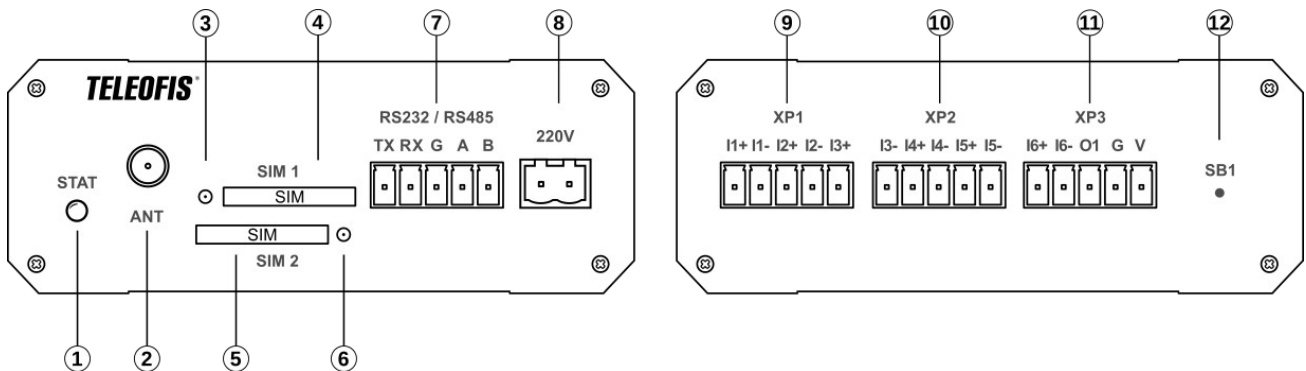 3 4 7 8 9 10 11 12
TELEOFIS®
RS232 / RS485
XP1 XP2 XP3
220V
TX RX G A B
I1+ I1- I2+ I2- I3+
I3- I4+ I4- I5+ I5-
I6+ I6- O1 G V
SIM 1
SB1
STAT
SIM
ANT
SIM
SIM 2
1 2 5 6